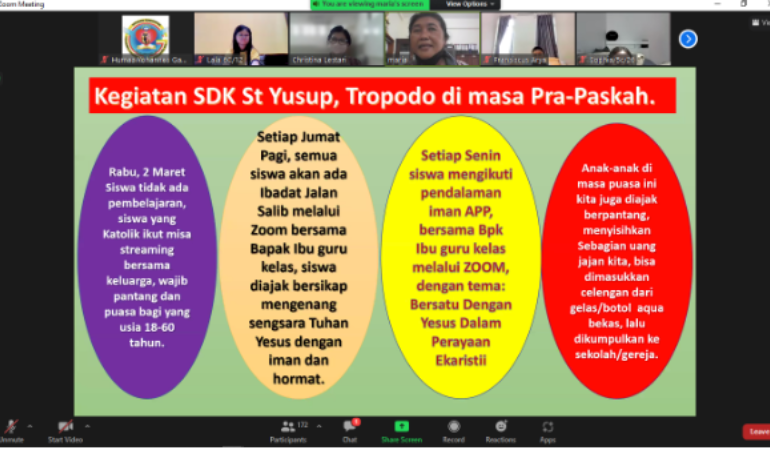 Zoom Meeting
You are viewing maria's screen
View Options
Lala 6C/12
Christina Lestari
maria
Kegiatan SDK St Yusup, Tropodo di masa Pra-Paskah.
Rabu, 2 Maret
Siswa tidak ada
pembelajaran,
siswa yang
Katolik ikut misa
streaming
bersama
keluarga, wajib
pantang dan
puasa bagi yang
usia 18-60
tahun.
Setiap Jumat
Pagi, semua
siswa akan ada
Ibadat Jalan
Salib melalui
Zoom bersama
Bapak Ibu guru
kelas, siswa
diajak bersikap
mengenang
sengsara Tuhan
Yesus dengan
iman dan
hormat.
Setiap Senin
siswa mengikuti
pendalaman
iman APP,
bersama Bpk
Ibu guru kelas
melalui ZOOM,
dengan tema:
Bersatu Dengan
Yesus Dalam
Perayaan
Ekaristii
Anak-anak di
masa puasa ini
kita juga diajak
berpantang,
menyisihkan
Sebagian uang
jajan kita, bisa
dimasukkan
celengan dari
gelas/botol aqua
bekas, lalu
dikumpulkan ke
sekolah/gereja.
Unmute
Start Video
172
Participants
Chat
Share Screen
Record
Reactions
Apps
Leave